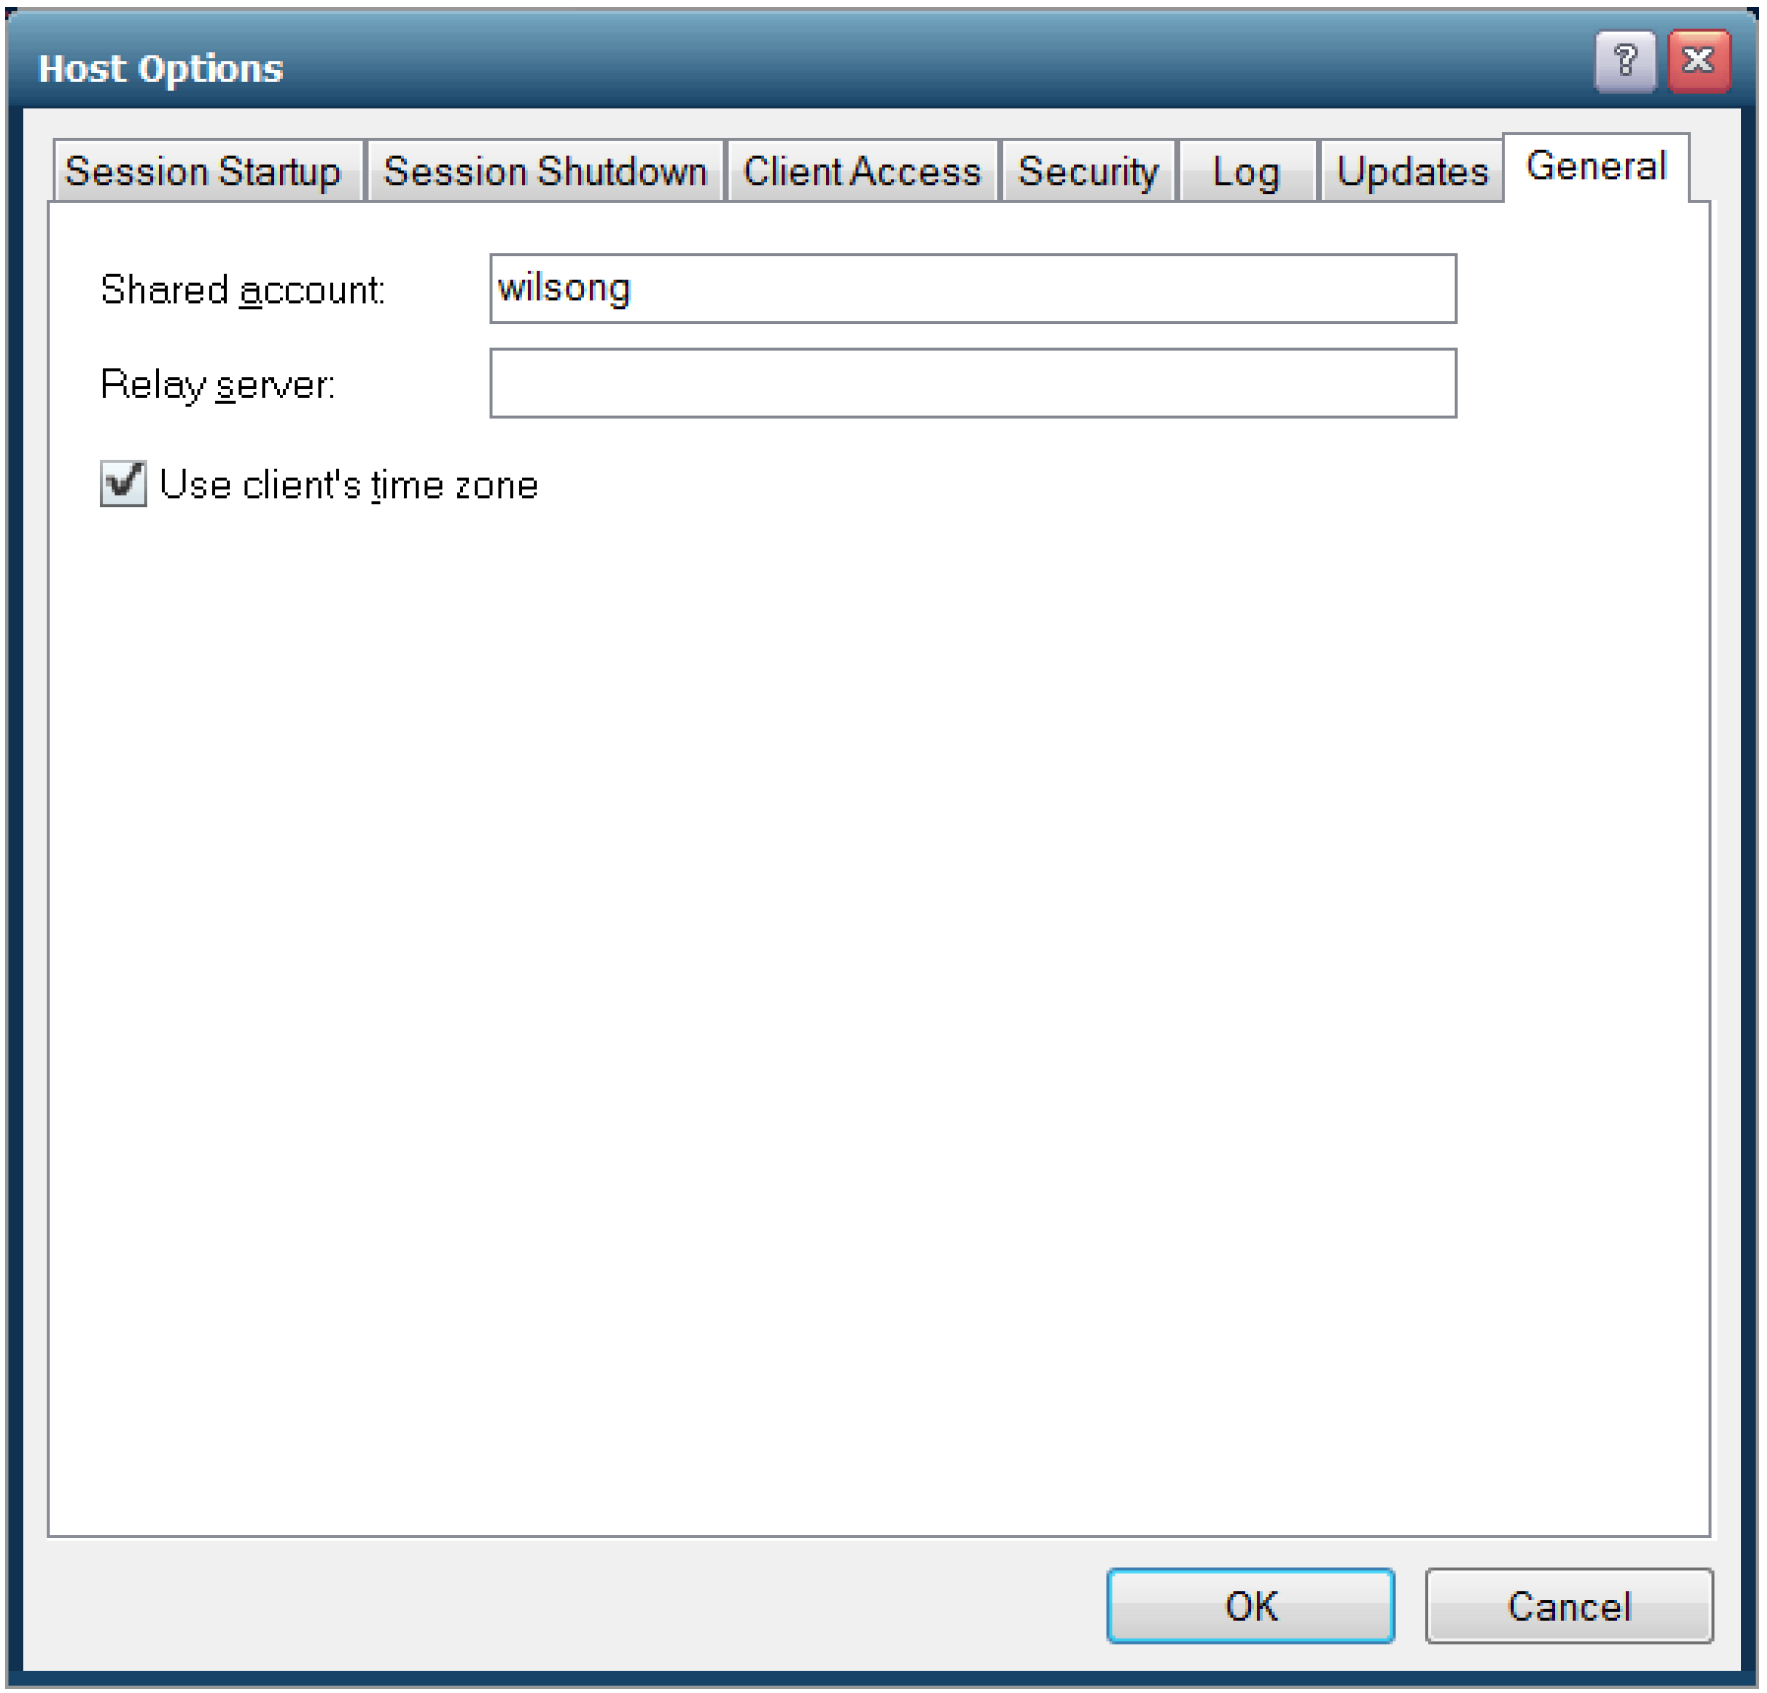 Host Options
Session Startup Session Shutdown Client Access Security Log Updates General
Shared account: wilsong
Relay server:
Use client's time zone
OK Cancel